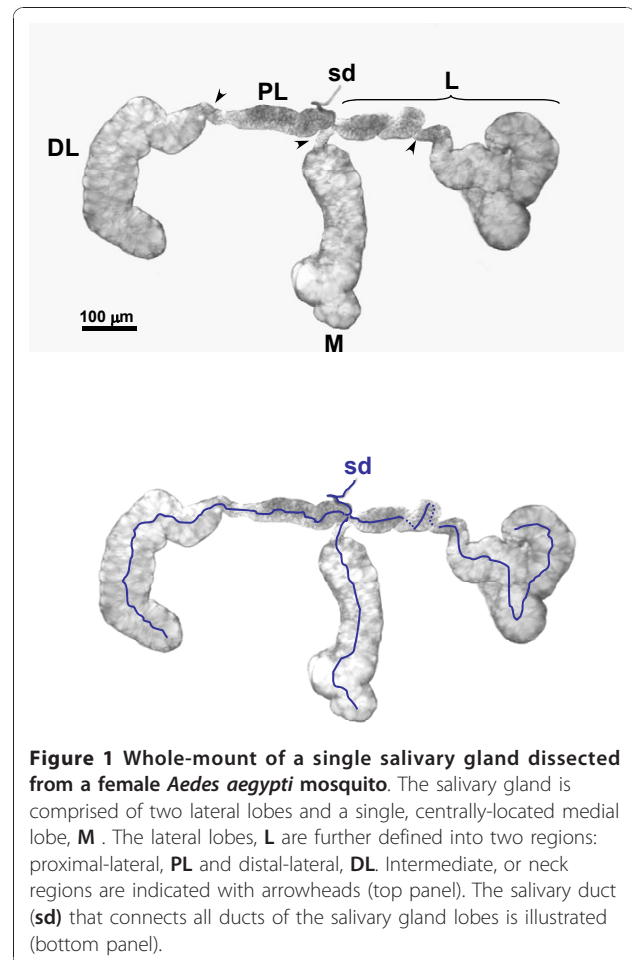 sd
L
PL
DL
100 µm
M
sd
Figure 1 Whole-mount of a single salivary gland dissected
from a female Aedes aegypti mosquito. The salivary gland is
comprised of two lateral lobes and a single, centrally-located medial
lobe, M . The lateral lobes, L are further defined into two regions:
proximal-lateral, PL and distal-lateral, DL. Intermediate, or neck
regions are indicated with arrowheads (top panel). The salivary duct
(sd) that connects all ducts of the salivary gland lobes is illustrated
(bottom panel).